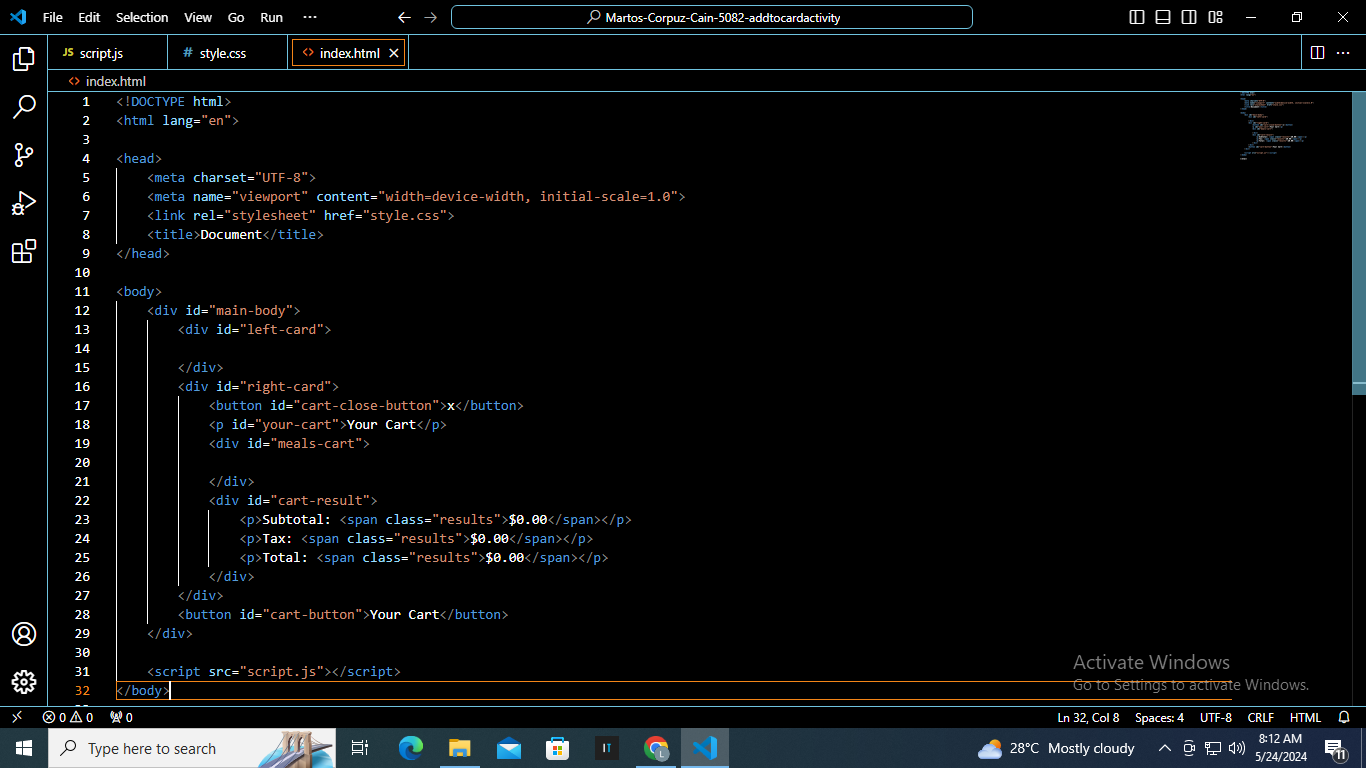 File Edit Selection View Go Run ··· Martos-Corpuz-Cain-5082-addtocardactivity
JS script.js # style.css <> index.html
<> index.html
1 <!DOCTYPE html>
2 <html lang="en">
3
4 <head>
5 <meta charset="UTF-8">
6 <meta name="viewport" content="width=device-width, initial-scale=1.0">
7 <link rel="stylesheet" href="style.css">
8 <title>Document</title>
9 </head>
10
11 <body>
12 <div id="main-body">
13 <div id="left-card">
14
15 </div>
16 <div id="right-card">
17 <button id="cart-close-button">x</button>
18 <p id="your-cart">Your Cart</p>
19 <div id="meals-cart">
20
21 </div>
22 <div id="cart-result">
23 <p>Subtotal: <span class="results">$0.00</span></p>
24 <p>Tax: <span class="results">$0.00</span></p>
25 <p>Total: <span class="results">$0.00</span></p>
26 </div>
27 </div>
28 <button id="cart-button">Your Cart</button>
29 </div>
30
31 <script src="script.js"></script>
32 </body>
Activate Windows
Go to Settings to activate Windows.
0 0 0 Ln 32, Col 8 Spaces: 4 UTF-8 CRLF HTML
Type here to search IT L 28°C Mostly cloudy 8:12 AM
5/24/2024 11